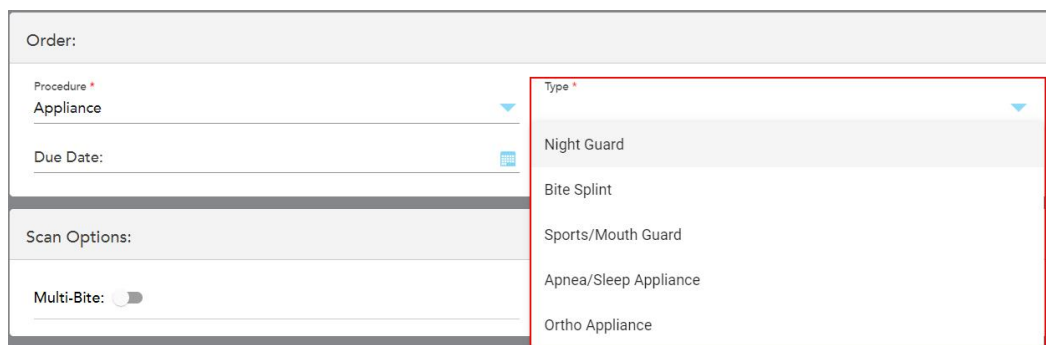 Order:
Procedure *
Appliance
Due Date:
Type *
Night Guard
Bite Splint
Sports/Mouth Guard
Apnea/Sleep Appliance
Ortho Appliance
Scan Options:
Multi-Bite: